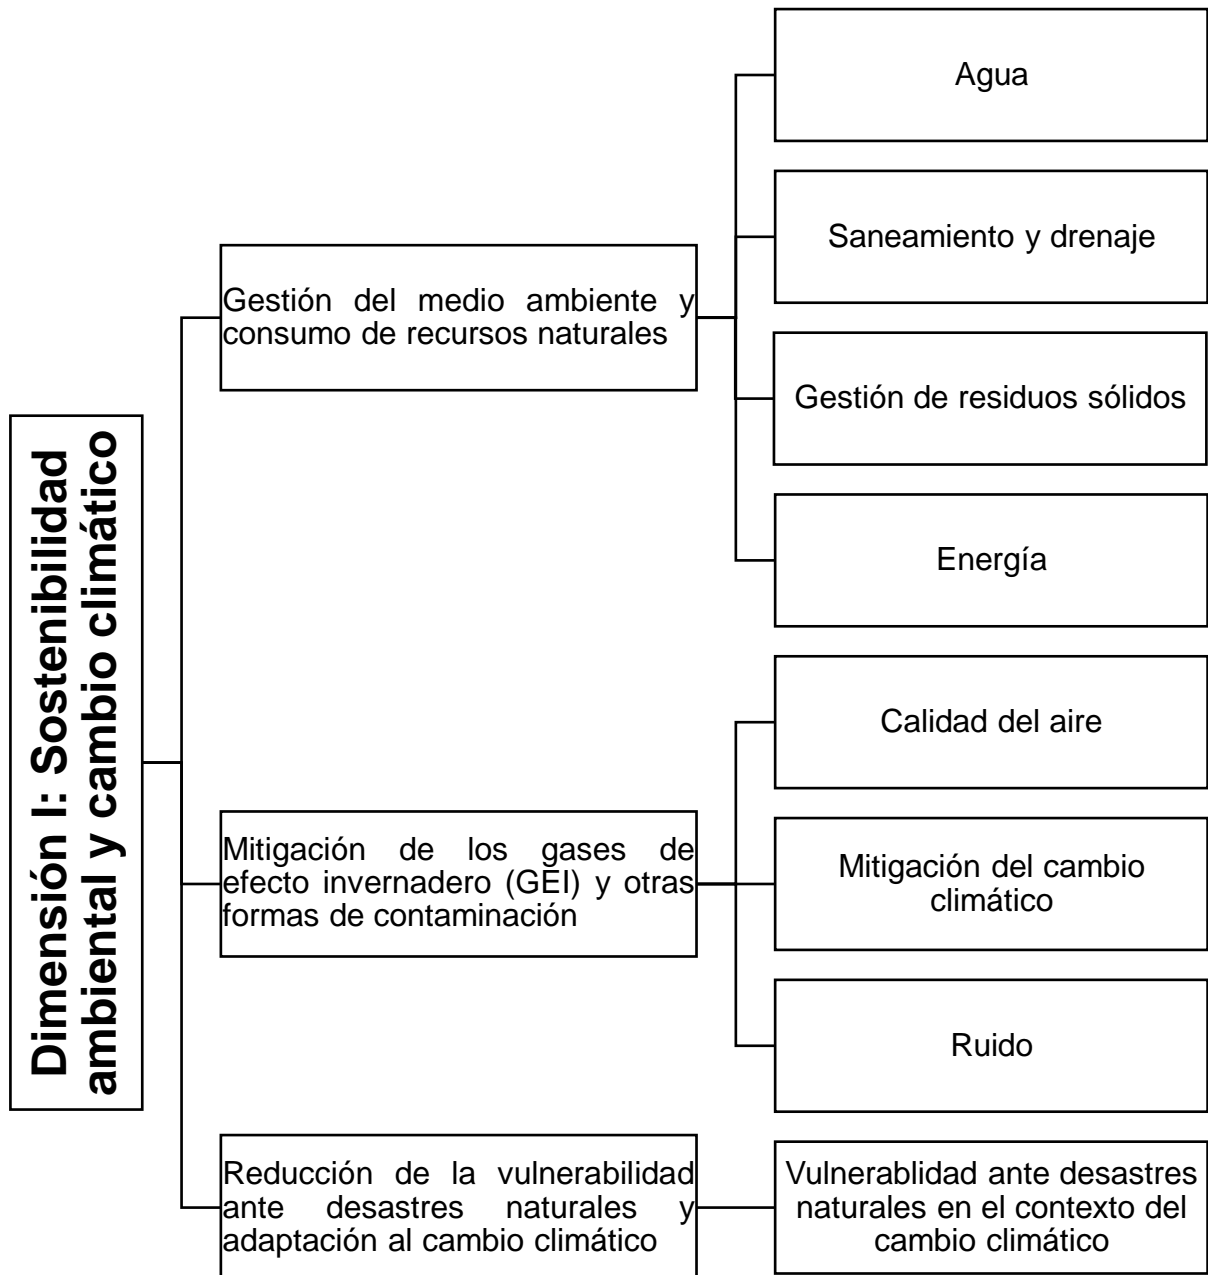 Dimensión I: Sostenibilidad
ambiental y cambio climático
Gestión del medio ambiente y
consumo de recursos naturales
Agua
Saneamiento y drenaje
Gestión de residuos sólidos
Energía
Mitigación de los gases de
efecto invernadero (GEI) y otras
formas de contaminación
Calidad del aire
Mitigación del cambio
climático
Ruido
Reducción de la vulnerabilidad
ante desastres naturales y
adaptación al cambio climático
Vulnerablidad ante desastres
naturales en el contexto del
cambio climático